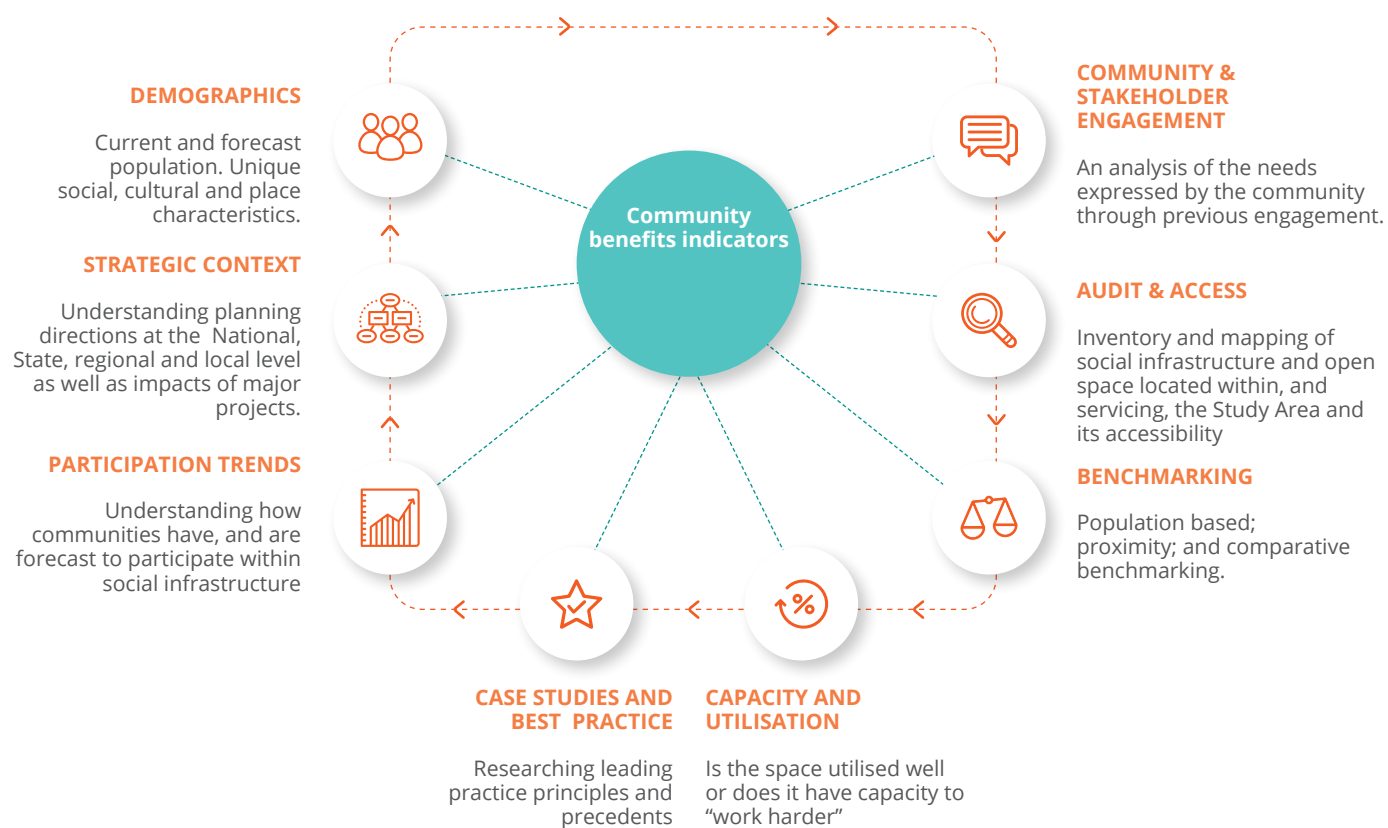 DEMOGRAPHICS
Current and forecast
population. Unique
social, cultural and place
characteristics.
STRATEGIC CONTEXT
Understanding planning
directions at the National,
State, regional and local level
as well as impacts of major
projects.
PARTICIPATION TRENDS
Understanding how
communities have, and are
forecast to participate within
social infrastructure
Community
benefits indicators
COMMUNITY &
STAKEHOLDER
ENGAGEMENT
An analysis of the needs
expressed by the community
through previous engagement.
AUDIT & ACCESS
Inventory and mapping of
social infrastructure and open
space located within, and
servicing, the Study Area and
its accessibility
BENCHMARKING
Population based;
proximity; and comparative
benchmarking.
%
CASE STUDIES AND
BEST PRACTICE
Researching leading
practice principles and
precedents
CAPACITY AND
UTILISATION
Is the space utilised well
or does it have capacity to
“work harder”